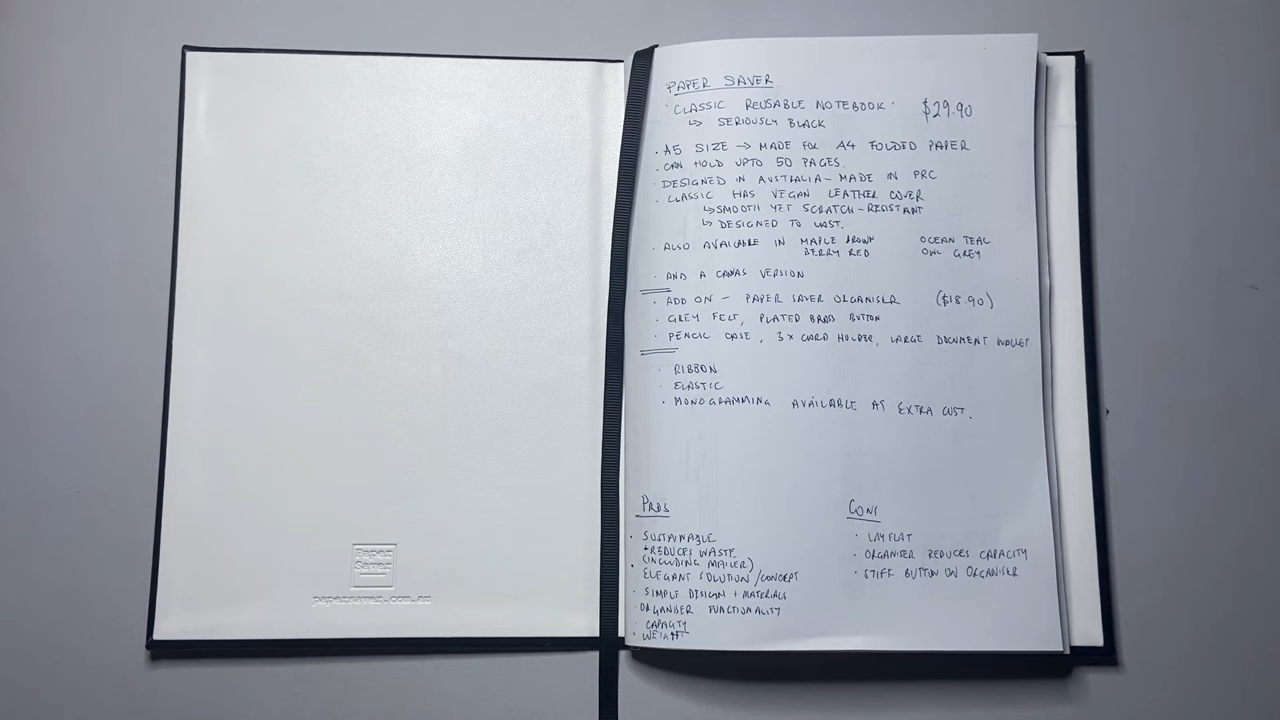 Paper
Saver
papersaver.com.au
PAPER SAVER
'CLASSIC REUSABLE NOTEBOOK' $29.90
↳ SERIOUSLY BLACK
· A5 SIZE → MADE FOR A4 FOLDED PAPER
· CAN HOLD UPTO 50 PAGES.
· DESIGNED IN AUSTRALIA - MADE IN PRC
· CLASSIC HAS VEGAN LEATHER COVER
↳ SMOOTH YET SCRATCH-RESISTANT
↳ DESIGNED TO LAST.
· ALSO AVAILABLE IN MAPLE BROWN OCEAN TEAL
BERRY RED OWL GREY
· AND A CANAS VERSION
· ADD ON - PAPER SAVER ORGANISER ($18.90)
· GREY FELT, PLATED BRASS BUTTON
· PENCIL CASE, 3x CARD HOLDER, LARGE DOCUMENT WALLET
· RIBBON
· ELASTIC
· MONOGRAMMING AVAILABLE AT EXTRA COST.
PROS
· SUSTAINABLE
+ REDUCES WASTE
(INCLUDING MAILER)
· ELEGANT SOLUTION/CONCEPT
· SIMPLE DESIGN + MATERIALS
· ORGANISER FUNCTIONALITY
· CAPACITY
· WEIGHT
CONS
· LAY FLAT
· ORGANISER REDUCES CAPACITY
· STIFF BUTTON ON ORGANISER